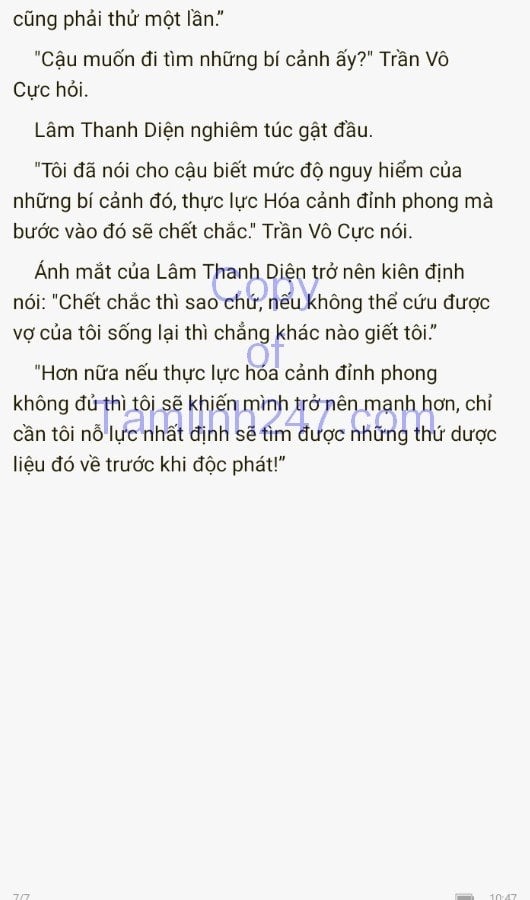 cũng phải thử một lần.”
"Cậu muốn đi tìm những bí cảnh ấy?" Trần Vô
Cực hỏi.
Lâm Thanh Diện nghiêm túc gật đầu.
"Tôi đã nói cho cậu biết mức độ nguy hiểm của
những bí cảnh đó, thực lực Hóa cảnh đỉnh phong mà
bước vào đó sẽ chết chắc." Trần Vô Cực nói.
Ánh mắt của Lâm Thanh Diện trở nên kiên định
nói: "Chết chắc thì sao chứ, nếu không thể cứu được
vợ của tôi sống lại thì chẳng khác nào giết tôi.”
"Hơn nữa nếu thực lực hóa cảnh đỉnh phong
không đủ thì tôi sẽ khiến mình trở nên mạnh hơn, chỉ
cần tôi nỗ lực nhất định sẽ tìm được những thứ dược
liệu đó về trước khi độc phát!”
Copy
of
Tamlinh247.com
7/7
10:47